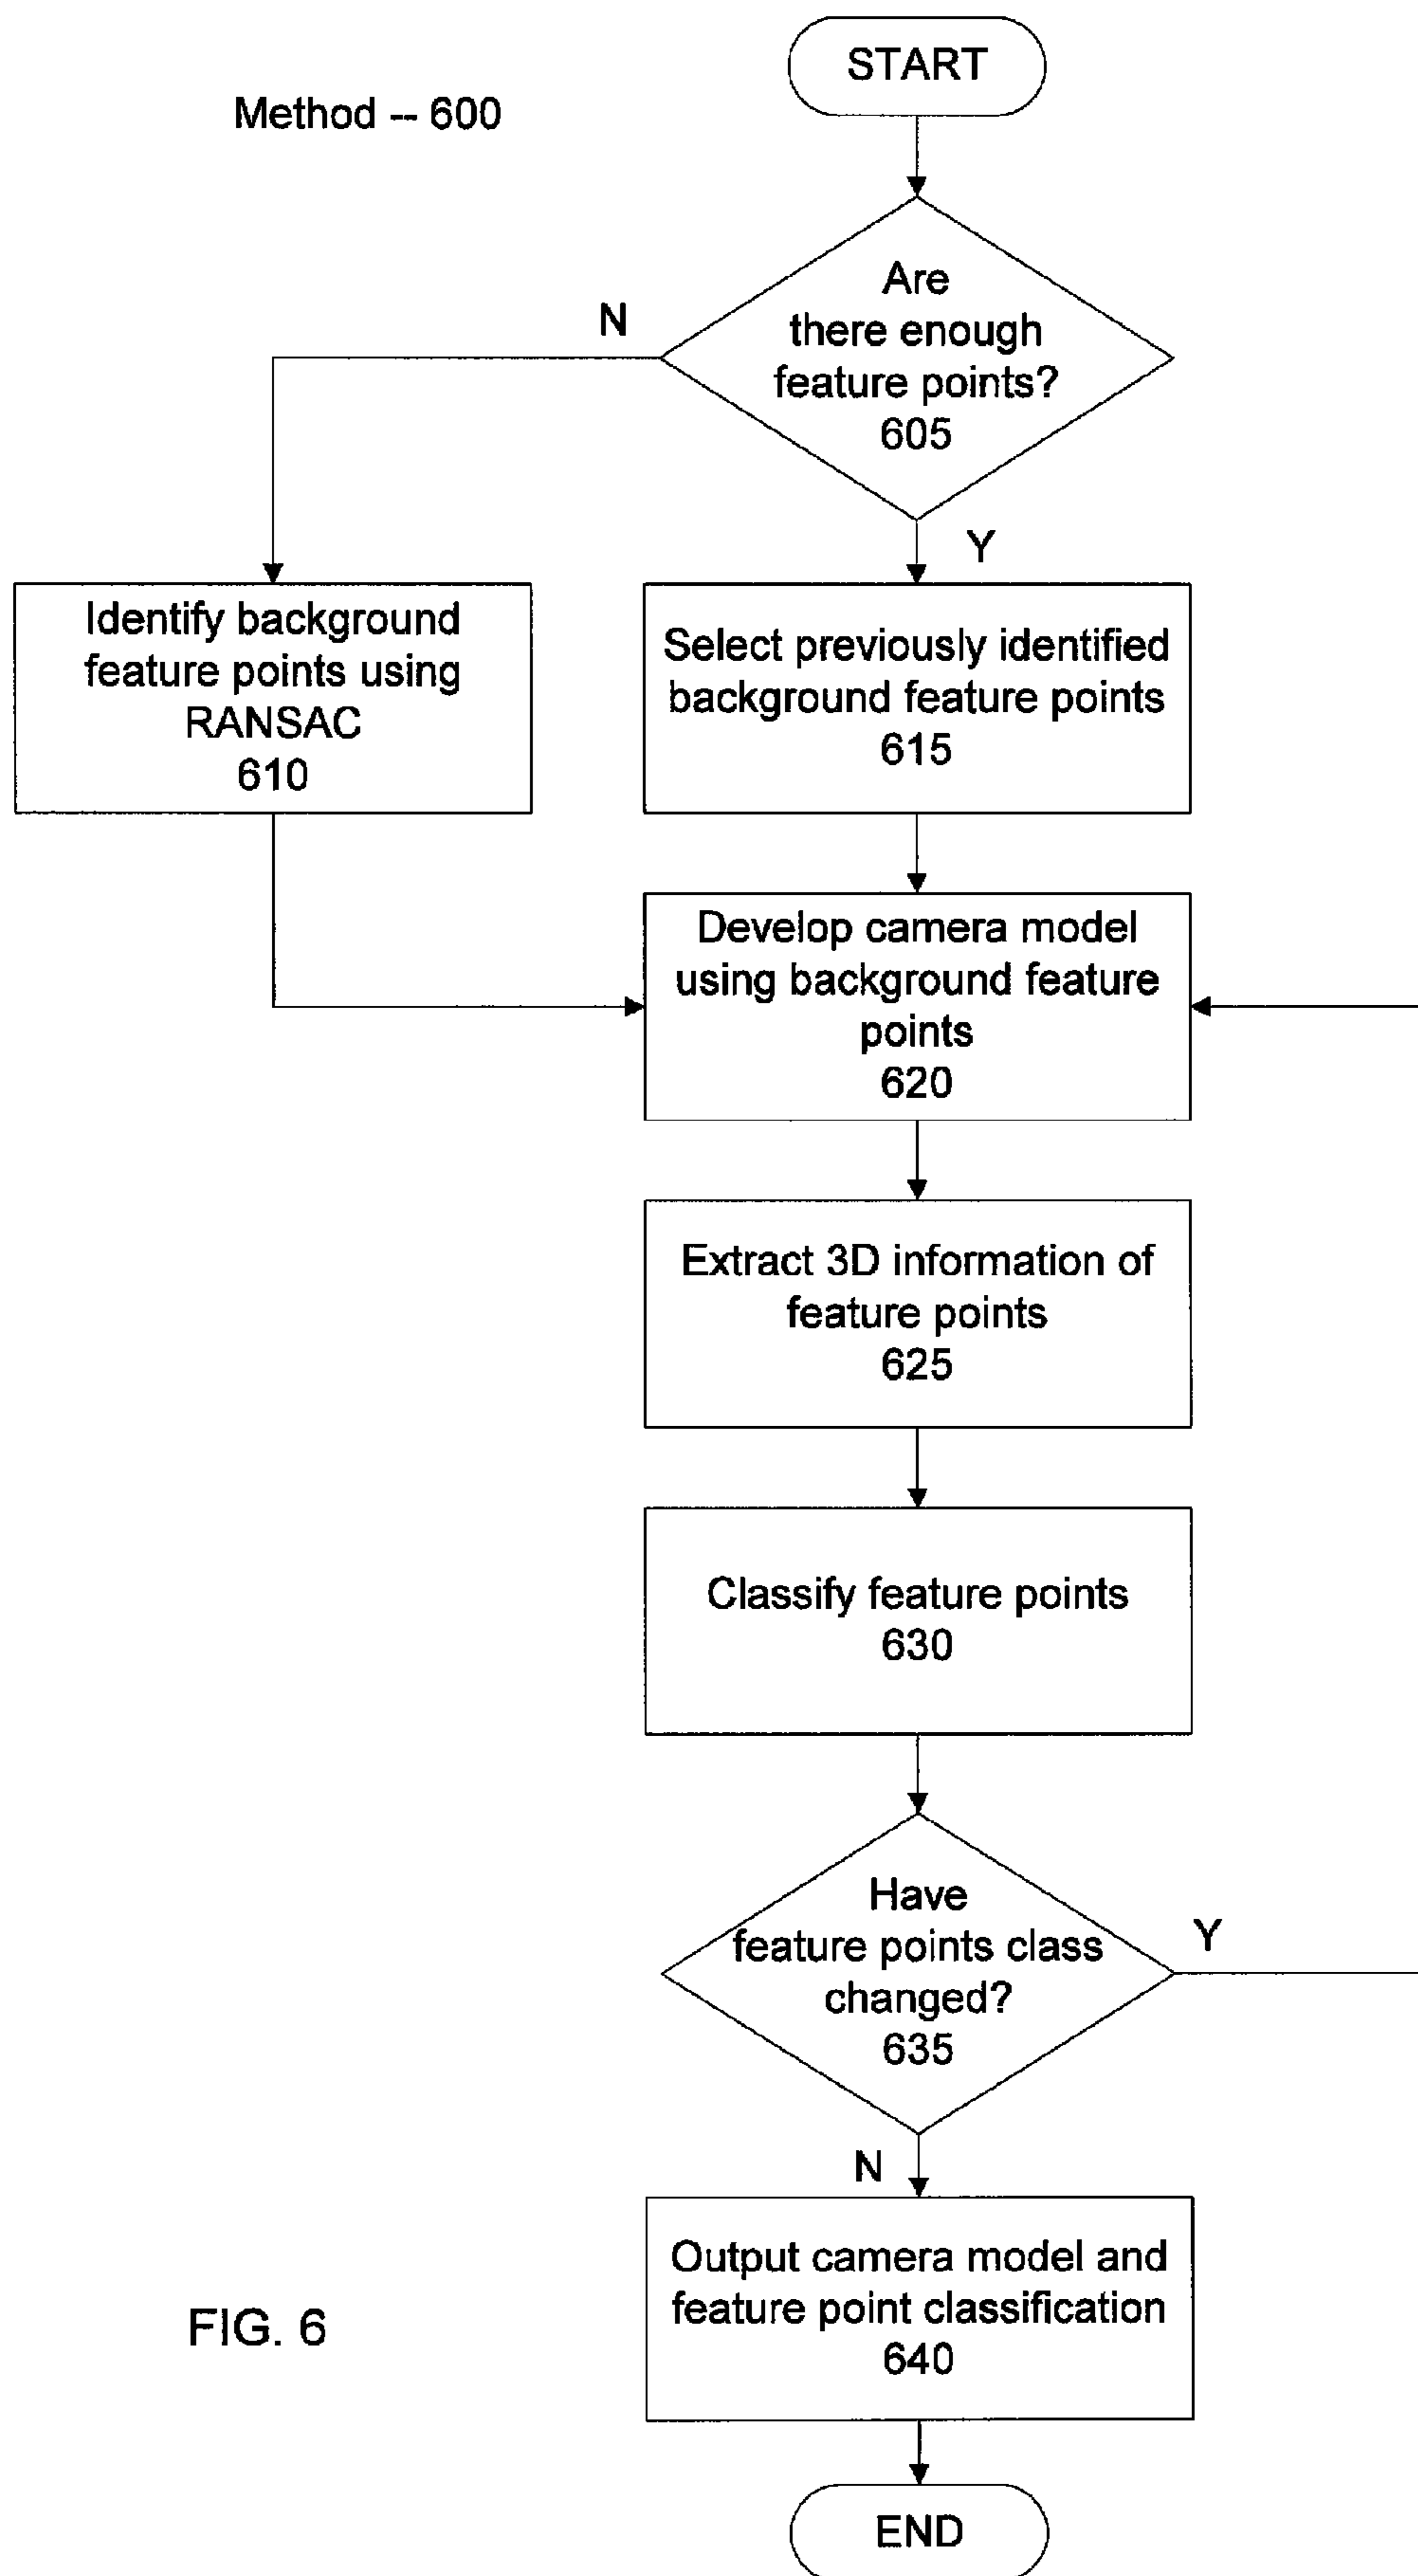 START
Method -- 600
Are
there enough
feature points?
605
N
Y
Identify background
feature points using
RANSAC
610
Select previously identified
background feature points
615
Develop camera model
using background feature
points
620
Extract 3D information of
feature points
625
Classify feature points
630
Have
feature points class
changed?
635
Y
N
Output camera model and
feature point classification
640
FIG. 6
END